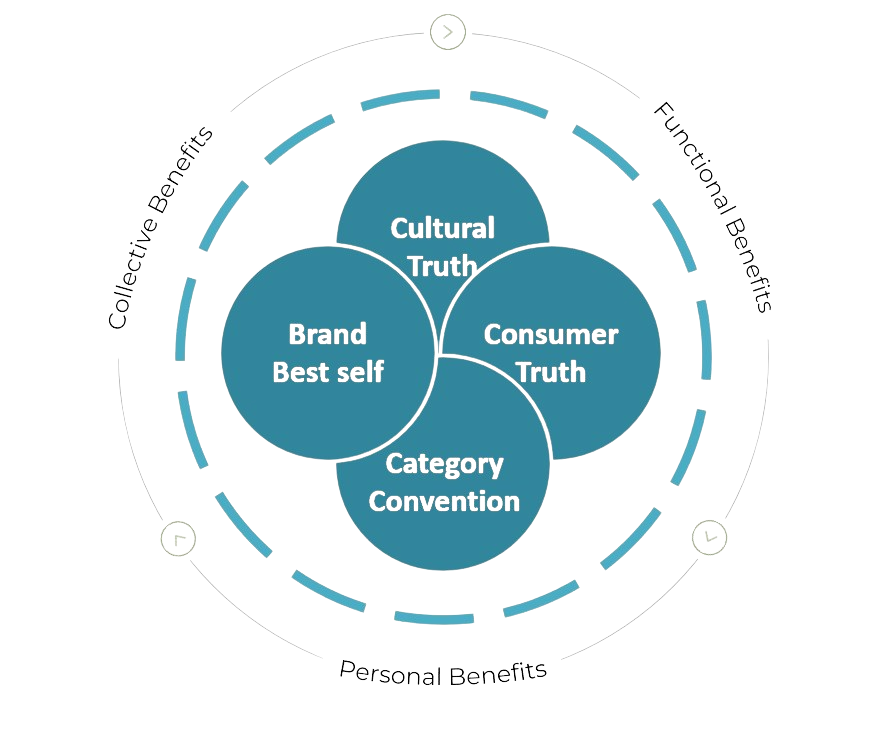 Collective Benefits
Functional Benefits
Cultural
Truth
Brand
Best self
Consumer
Truth
Category
Convention
Personal Benefits